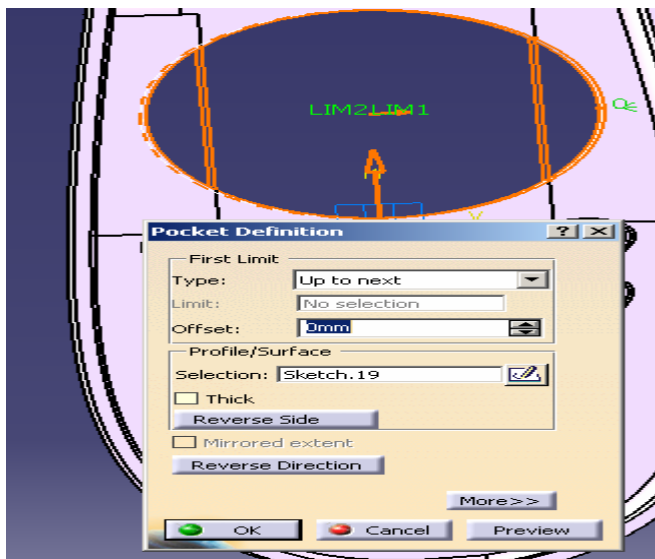 LIM2LIM1
Pocket Definition
First Limit
Type: Up to next
Limit: No selection
Offset: 0mm
Profile/Surface
Selection: Sketch.19
Thick
Reverse Side
Mirrored extent
Reverse Direction
More>>
OK Cancel Preview